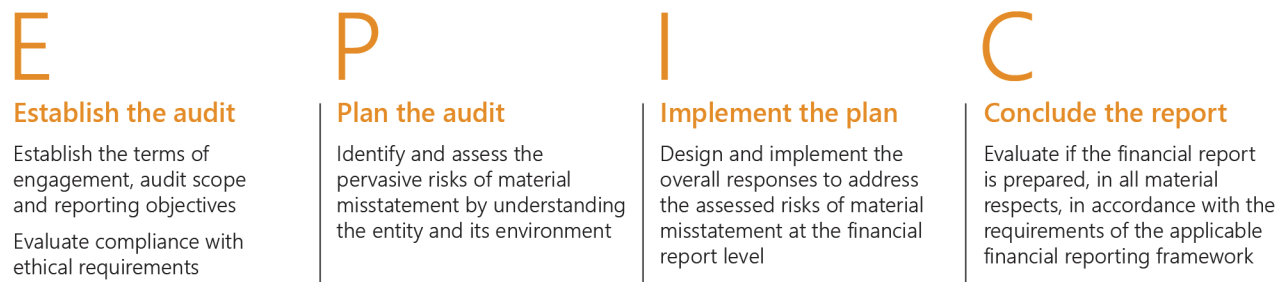 E
Establish the audit
Establish the terms of
engagement, audit scope
and reporting objectives
Evaluate compliance with
ethical requirements
P
Plan the audit
Identify and assess the
pervasive risks of material
misstatement by understanding
the entity and its environment
I
Implement the plan
Design and implement the
overall responses to address
the assessed risks of material
misstatement at the financial
report level
C
Conclude the report
Evaluate if the financial report
is prepared, in all material
respects, in accordance with the
requirements of the applicable
financial reporting framework